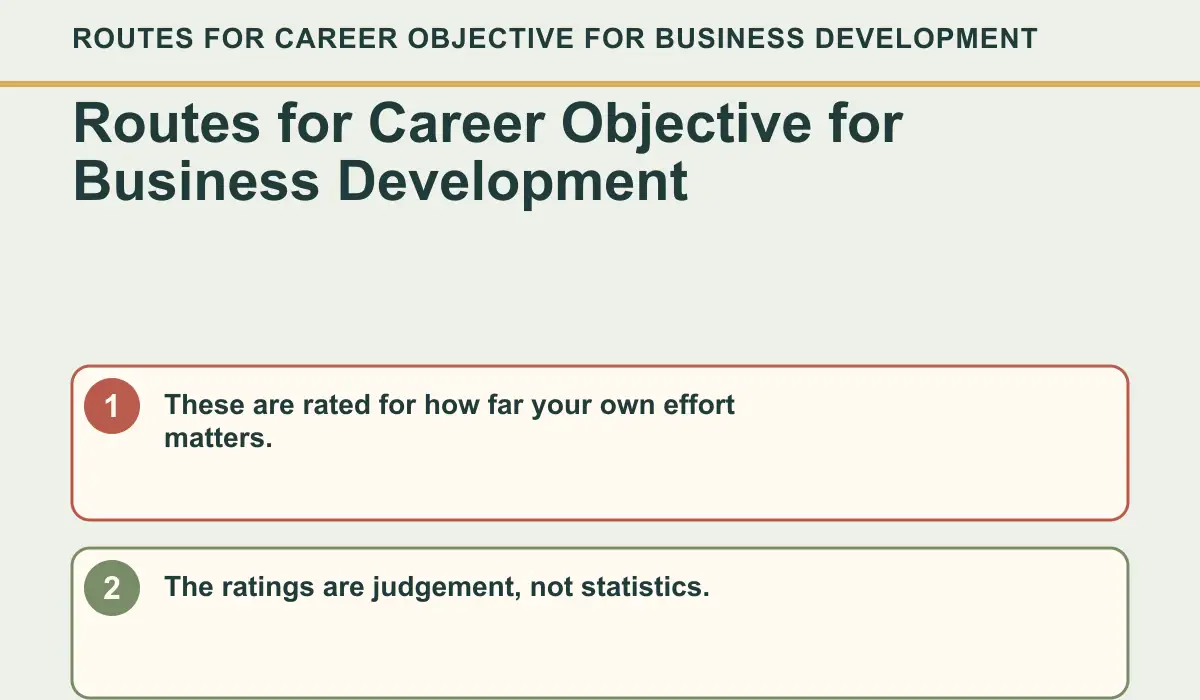 ROUTES FOR CAREER OBJECTIVE FOR BUSINESS DEVELOPMENT
Routes for Career Objective for
Business Development
1
These are rated for how far your own effort
matters.
2
The ratings are judgement, not statistics.